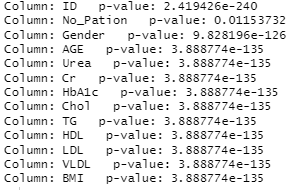 Column: ID   p-value: 2.419426e-240
Column: No_Pation   p-value: 0.01153732
Column: Gender   p-value: 9.828196e-126
Column: AGE   p-value: 3.888774e-135
Column: Urea   p-value: 3.888774e-135
Column: Cr   p-value: 3.888774e-135
Column: HbA1c   p-value: 3.888774e-135
Column: Chol   p-value: 3.888774e-135
Column: TG   p-value: 3.888774e-135
Column: HDL   p-value: 3.888774e-135
Column: LDL   p-value: 3.888774e-135
Column: VLDL   p-value: 3.888774e-135
Column: BMI   p-value: 3.888774e-135